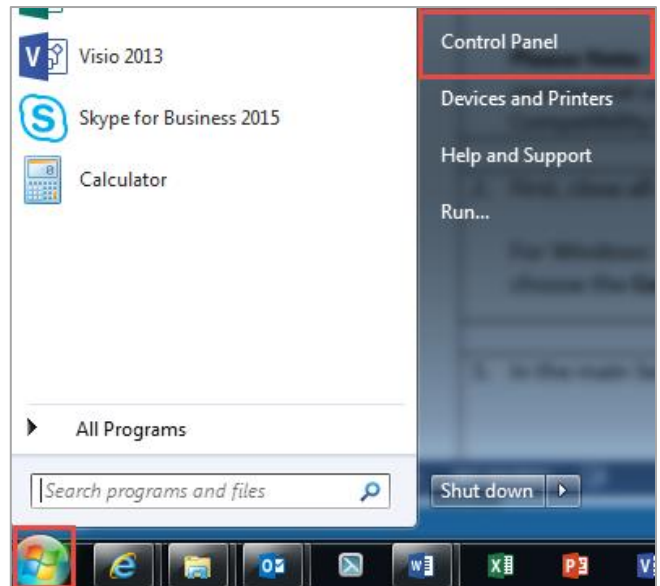 Visio 2013
Skype for Business 2015
Calculator
All Programs
Search programs and files
Control Panel
Devices and Printers
Help and Support
Run...
Shut down